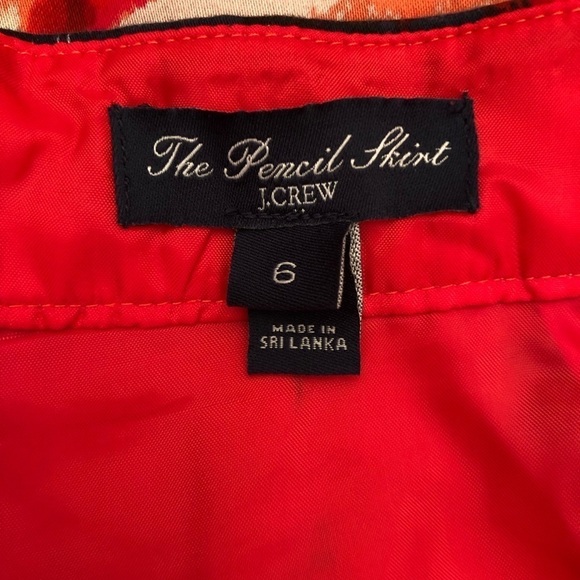 The Pencil Skirt
J.CREW
6
MADE IN
SRI LANKA